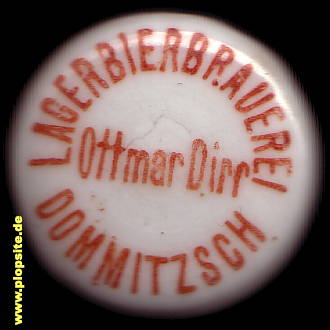 LAGERBIERBRAUEREI
Ottmar Dirr
DOMMITZSCH
www.plopsite.de